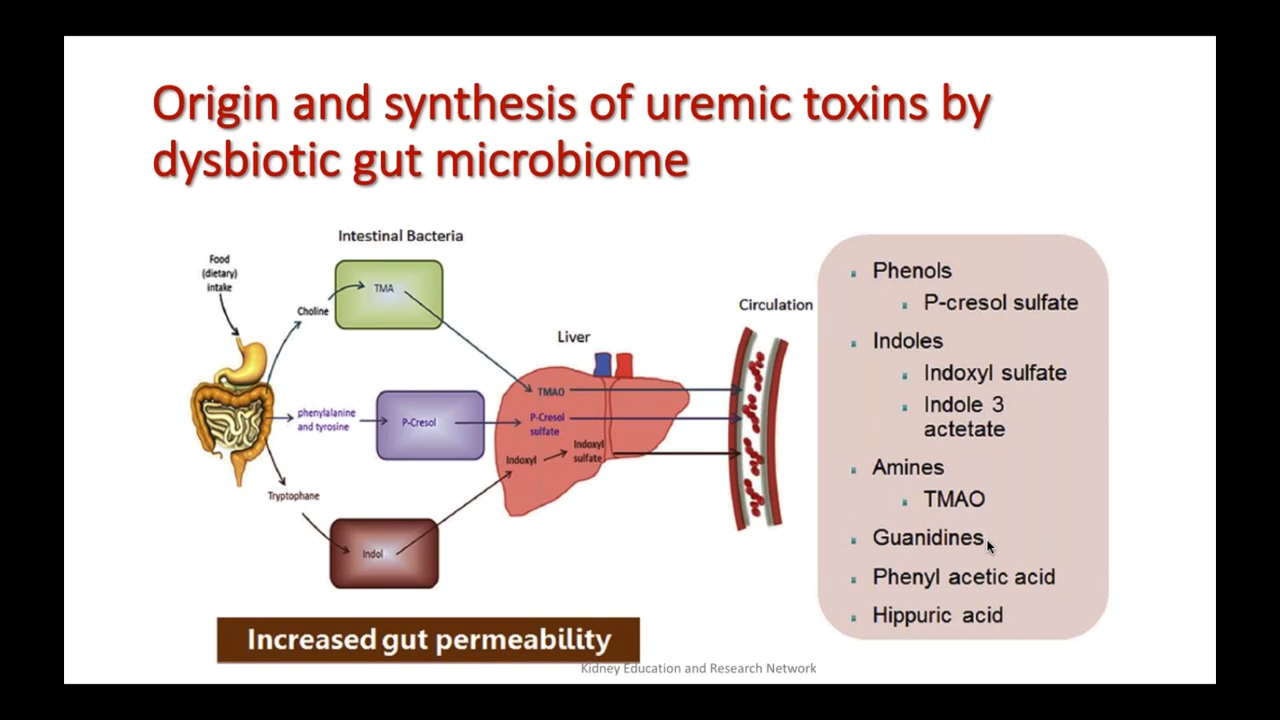 Origin and synthesis of uremic toxins by
dysbiotic gut microbiome
Intestinal Bacteria
Food
(dietary)
intake
TMA
Choline
Liver
Circulation
phenylalanine
and tyrosine
P-Cresol
TMAO
P-Cresol
sulfate
Indoxyl
Indoxyl
sulfate
Tryptophane
Indol
Increased gut permeability
Phenols
P-cresol sulfate
Indoles
Indoxyl sulfate
Indole 3
actetate
Amines
TMAO
Guanidines
Phenyl acetic acid
Hippuric acid
Kidney Education and Research Network